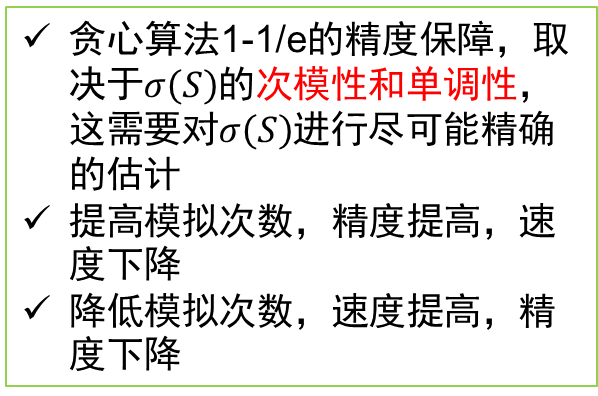 ✓ 贪心算法1-1/e的精度保障，取
决于σ(S)的次模性和单调性，
这需要对σ(S)进行尽可能精确
的估计
✓ 提高模拟次数，精度提高，速
度下降
✓ 降低模拟次数，速度提高，精
度下降